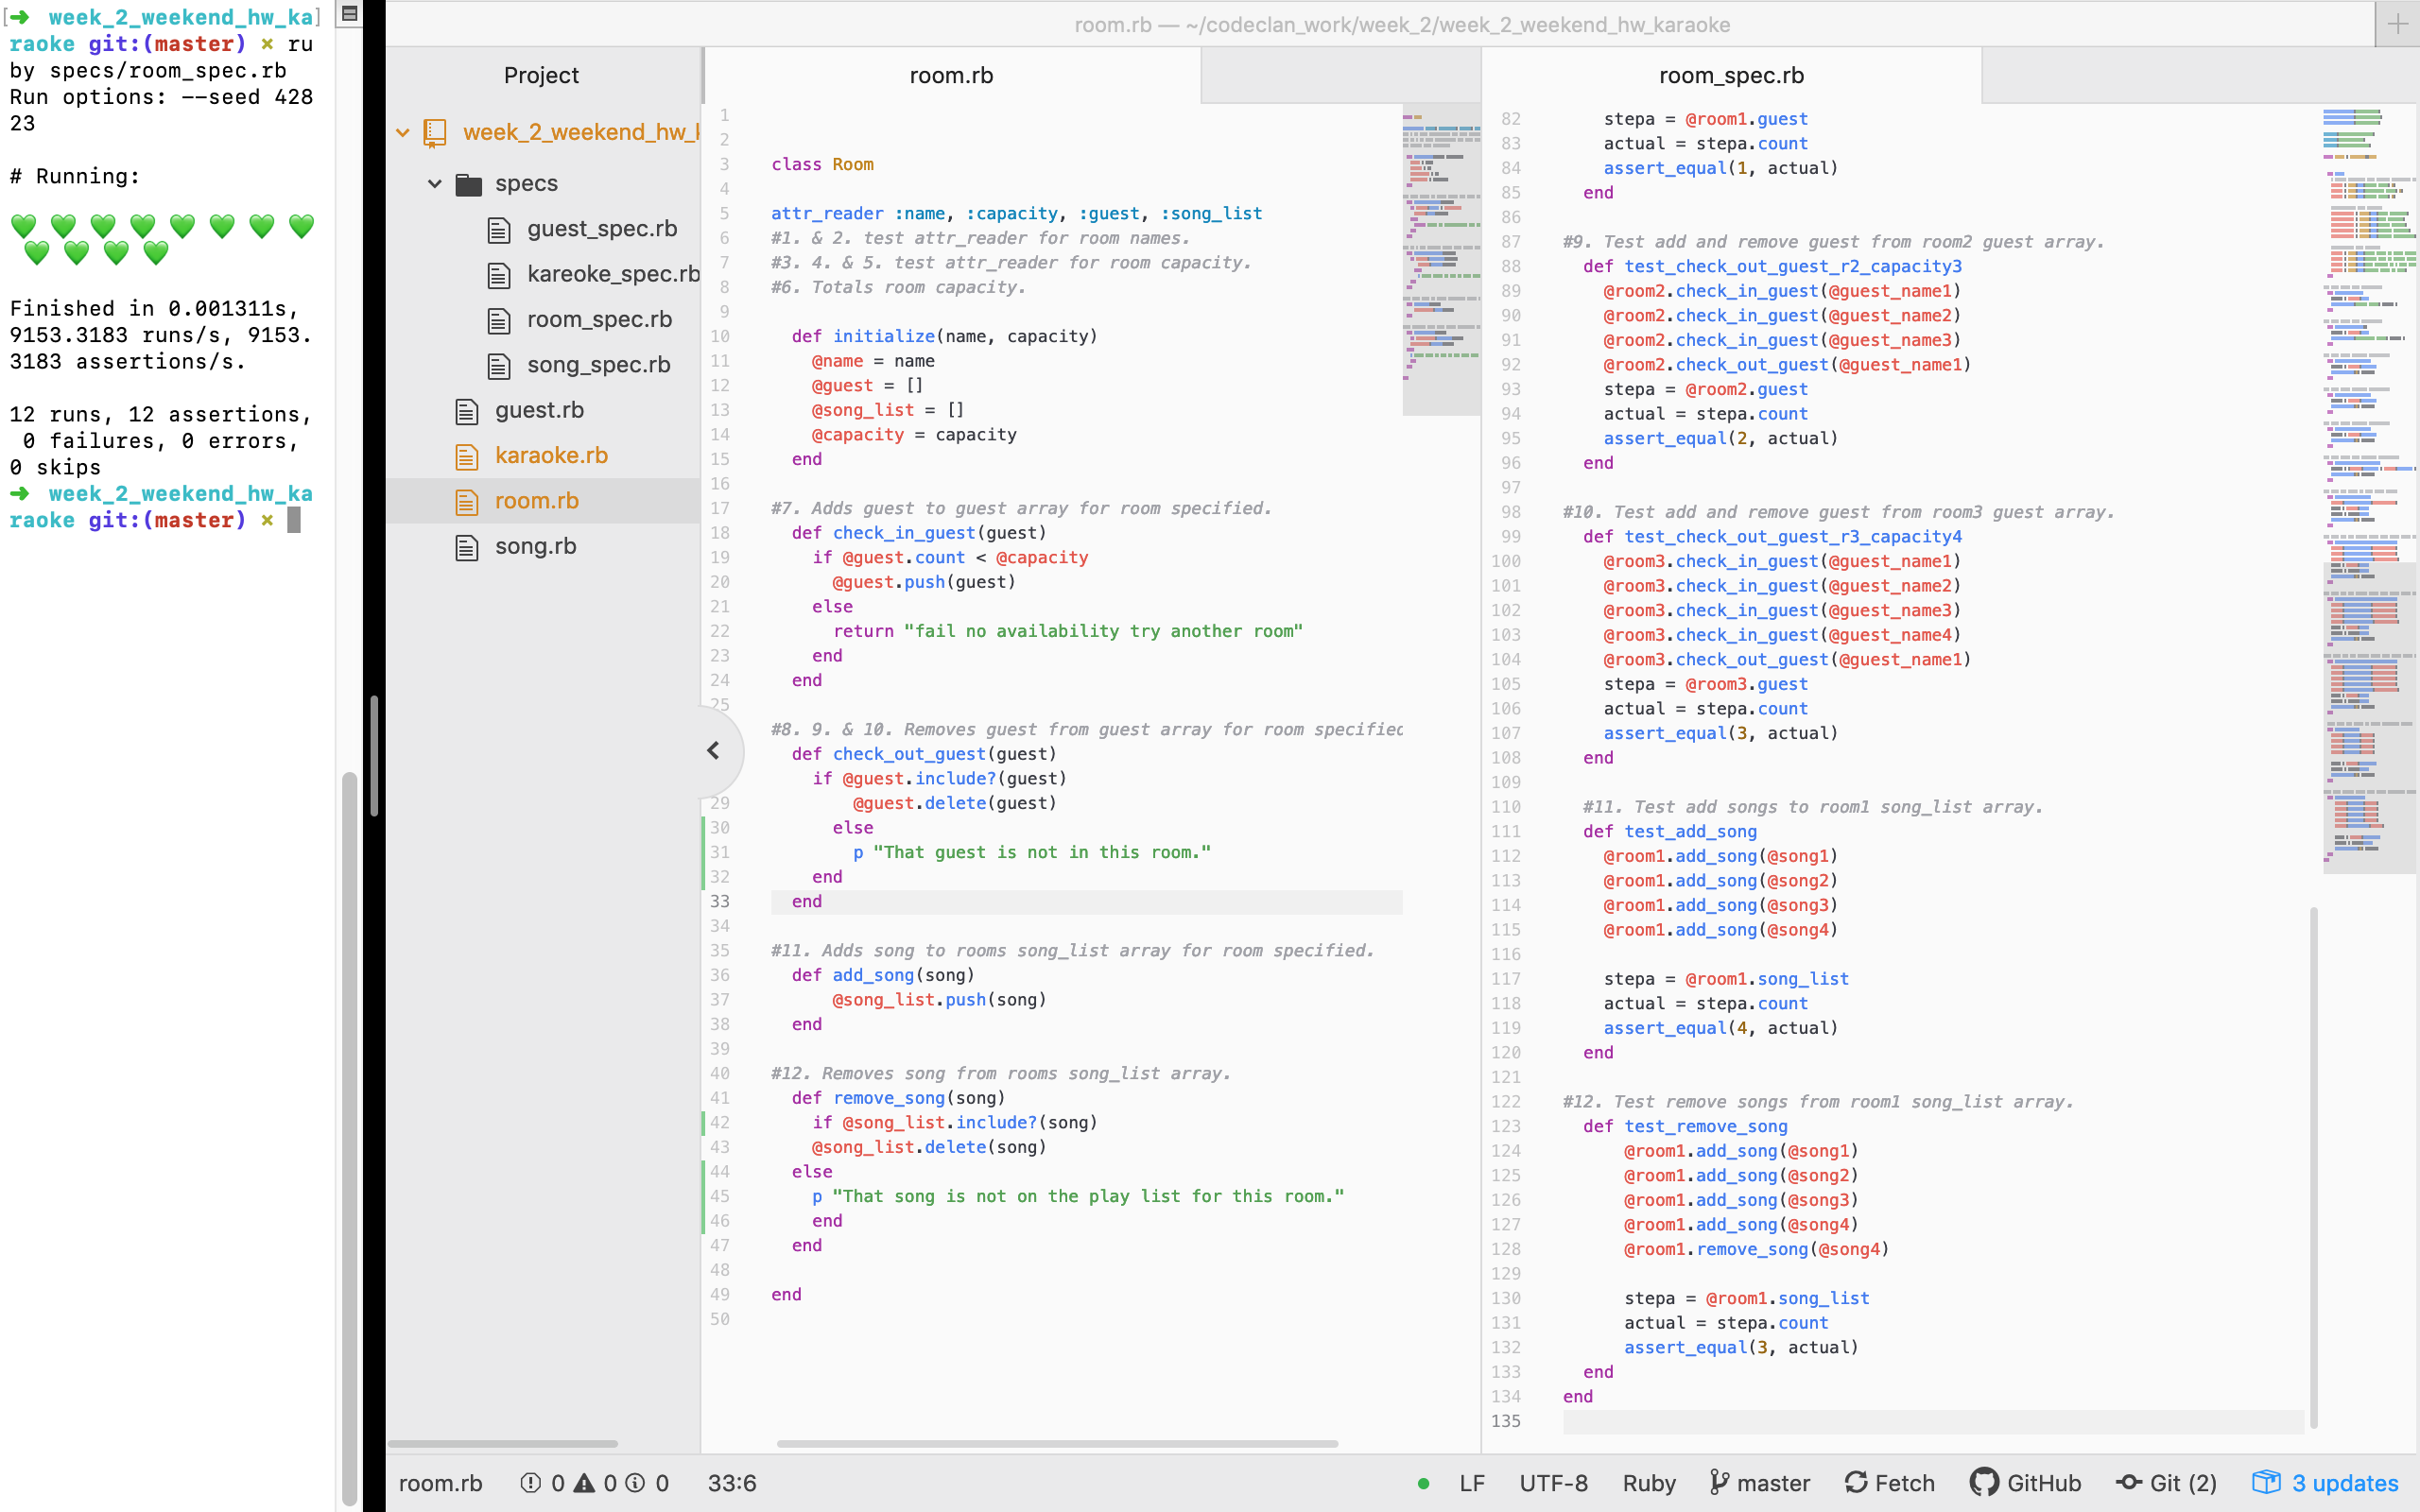 [➜ week_2_weekend_hw_ka]
raoke git:(master) × ru
by specs/room_spec.rb
Run options: --seed 428
23
# Running:
Finished in 0.001311s,
9153.3183 runs/s, 9153.
3183 assertions/s.
12 runs, 12 assertions,
 0 failures, 0 errors,
0 skips
➜ week_2_weekend_hw_ka
raoke git:(master) ×
room.rb — ~/codeclan_work/week_2/week_2_weekend_hw_karaoke
Project
week_2_weekend_hw_k
specs
guest_spec.rb
kareoke_spec.rb
room_spec.rb
song_spec.rb
guest.rb
karaoke.rb
room.rb
song.rb
room.rb
1
2
3 class Room
4
5 attr_reader :name, :capacity, :guest, :song_list
6 #1. & 2. test attr_reader for room names.
7 #3. 4. & 5. test attr_reader for room capacity.
8 #6. Totals room capacity.
9
10 def initialize(name, capacity)
11 @name = name
12 @guest = []
13 @song_list = []
14 @capacity = capacity
15 end
16
17 #7. Adds guest to guest array for room specified.
18 def check_in_guest(guest)
19 if @guest.count < @capacity
20 @guest.push(guest)
21 else
22 return "fail no availability try another room"
23 end
24 end
25
#8. 9. & 10. Removes guest from guest array for room specified
def check_out_guest(guest)
if @guest.include?(guest)
29 @guest.delete(guest)
30 else
31 p "That guest is not in this room."
32 end
33 end
34
35 #11. Adds song to rooms song_list array for room specified.
36 def add_song(song)
37 @song_list.push(song)
38 end
39
40 #12. Removes song from rooms song_list array.
41 def remove_song(song)
42 if @song_list.include?(song)
43 @song_list.delete(song)
44 else
45 p "That song is not on the play list for this room."
46 end
47 end
48
49 end
50
room_spec.rb
82 stepa = @room1.guest
83 actual = stepa.count
84 assert_equal(1, actual)
85 end
86
87 #9. Test add and remove guest from room2 guest array.
88 def test_check_out_guest_r2_capacity3
89 @room2.check_in_guest(@guest_name1)
90 @room2.check_in_guest(@guest_name2)
91 @room2.check_in_guest(@guest_name3)
92 @room2.check_out_guest(@guest_name1)
93 stepa = @room2.guest
94 actual = stepa.count
95 assert_equal(2, actual)
96 end
97
98 #10. Test add and remove guest from room3 guest array.
99 def test_check_out_guest_r3_capacity4
100 @room3.check_in_guest(@guest_name1)
101 @room3.check_in_guest(@guest_name2)
102 @room3.check_in_guest(@guest_name3)
103 @room3.check_in_guest(@guest_name4)
104 @room3.check_out_guest(@guest_name1)
105 stepa = @room3.guest
106 actual = stepa.count
107 assert_equal(3, actual)
108 end
109
110 #11. Test add songs to room1 song_list array.
111 def test_add_song
112 @room1.add_song(@song1)
113 @room1.add_song(@song2)
114 @room1.add_song(@song3)
115 @room1.add_song(@song4)
116
117 stepa = @room1.song_list
118 actual = stepa.count
119 assert_equal(4, actual)
120 end
121
122 #12. Test remove songs from room1 song_list array.
123 def test_remove_song
124 @room1.add_song(@song1)
125 @room1.add_song(@song2)
126 @room1.add_song(@song3)
127 @room1.add_song(@song4)
128 @room1.remove_song(@song4)
129
130 stepa = @room1.song_list
131 actual = stepa.count
132 assert_equal(3, actual)
133 end
134 end
135
room.rb 0 0 0 33:6 LF UTF-8 Ruby master Fetch GitHub Git (2) 3 updates